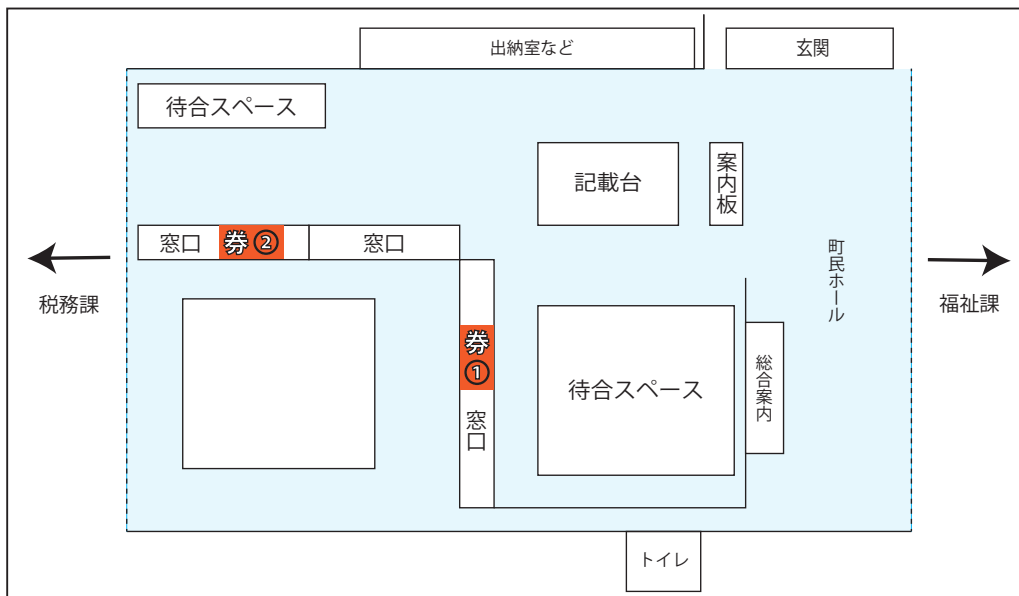 出納室など
玄関
待合スペース
記載台
案内板
窓口
券②
窓口
町民ホール
税務課
福祉課
券①
窓口
待合スペース
総合案内
トイレ